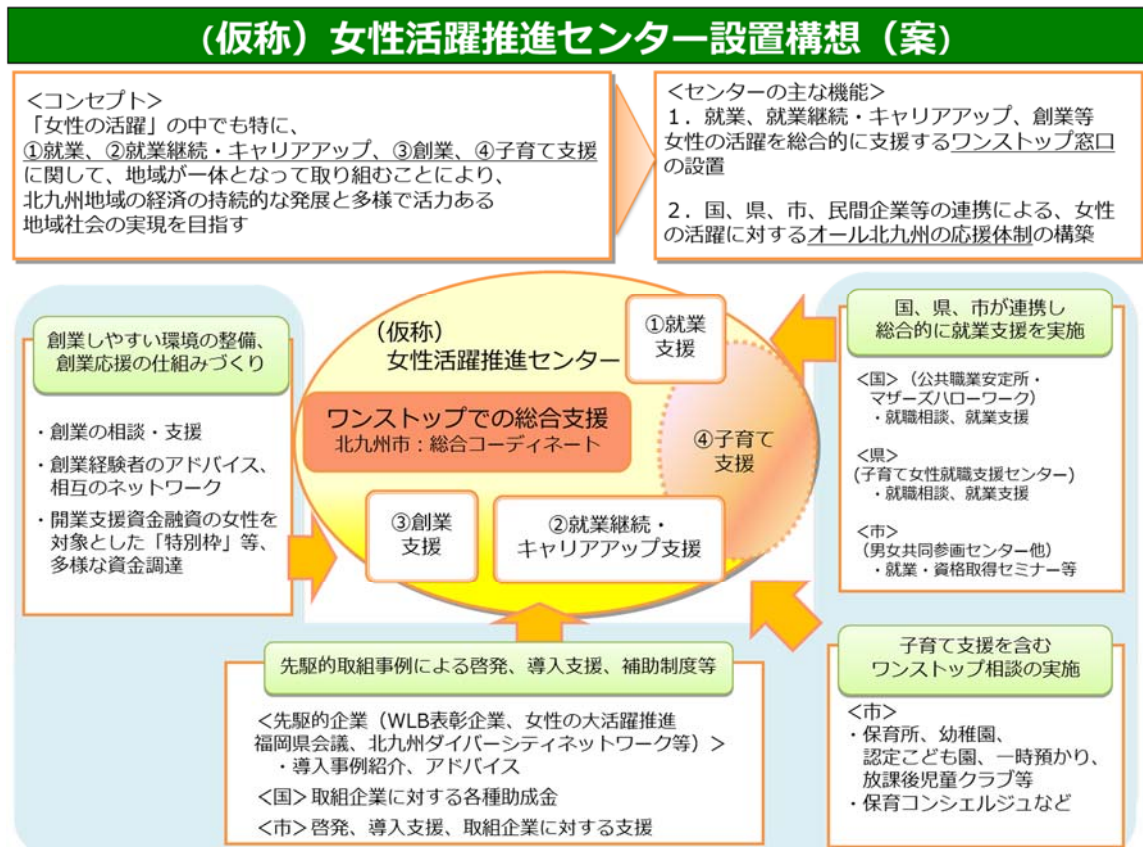 （仮称）女性活躍推進センター設置構想（案）
＜コンセプト＞
「女性の活躍」の中でも特に、
①就業、②就業継続・キャリアアップ、③創業、④子育て支援
に関して、地域が一体となって取り組むことにより、
北九州地域の経済の持続的な発展と多様で活力ある
地域社会の実現を目指す
＜センターの主な機能＞
１．就業、就業継続・キャリアアップ、創業等
女性の活躍を総合的に支援するワンストップ窓口
の設置
２．国、県、市、民間企業等の連携による、女性
の活躍に対するオール北九州の応援体制の構築
創業しやすい環境の整備、
創業応援の仕組みづくり
・創業の相談・支援
・創業経験者のアドバイス、
相互のネットワーク
・開業支援資金融資の女性を
対象とした「特別枠」等、
多様な資金調達
（仮称）
女性活躍推進センター
①就業
支援
ワンストップでの総合支援
北九州市：総合コーディネート
④子育て
支援
③創業
支援
②就業継続・
キャリアアップ支援
国、県、市が連携し
総合的に就業支援を実施
＜国＞（公共職業安定所・
マザーズハローワーク）
・就職相談、就業支援
＜県＞
(子育て女性就職支援センター)
・就職相談、就業支援
＜市＞
（男女共同参画センター他）
・就業・資格取得セミナー等
先駆的取組事例による啓発、導入支援、補助制度等
＜先駆的企業（WLB表彰企業、女性の大活躍推進
福岡県会議、北九州ダイバーシティネットワーク等）＞
・導入事例紹介、アドバイス
＜国＞取組企業に対する各種助成金
＜市＞啓発、導入支援、取組企業に対する支援
子育て支援を含む
ワンストップ相談の実施
＜市＞
・保育所、幼稚園、
認定こども園、一時預かり、
放課後児童クラブ等
・保育コンシェルジュなど